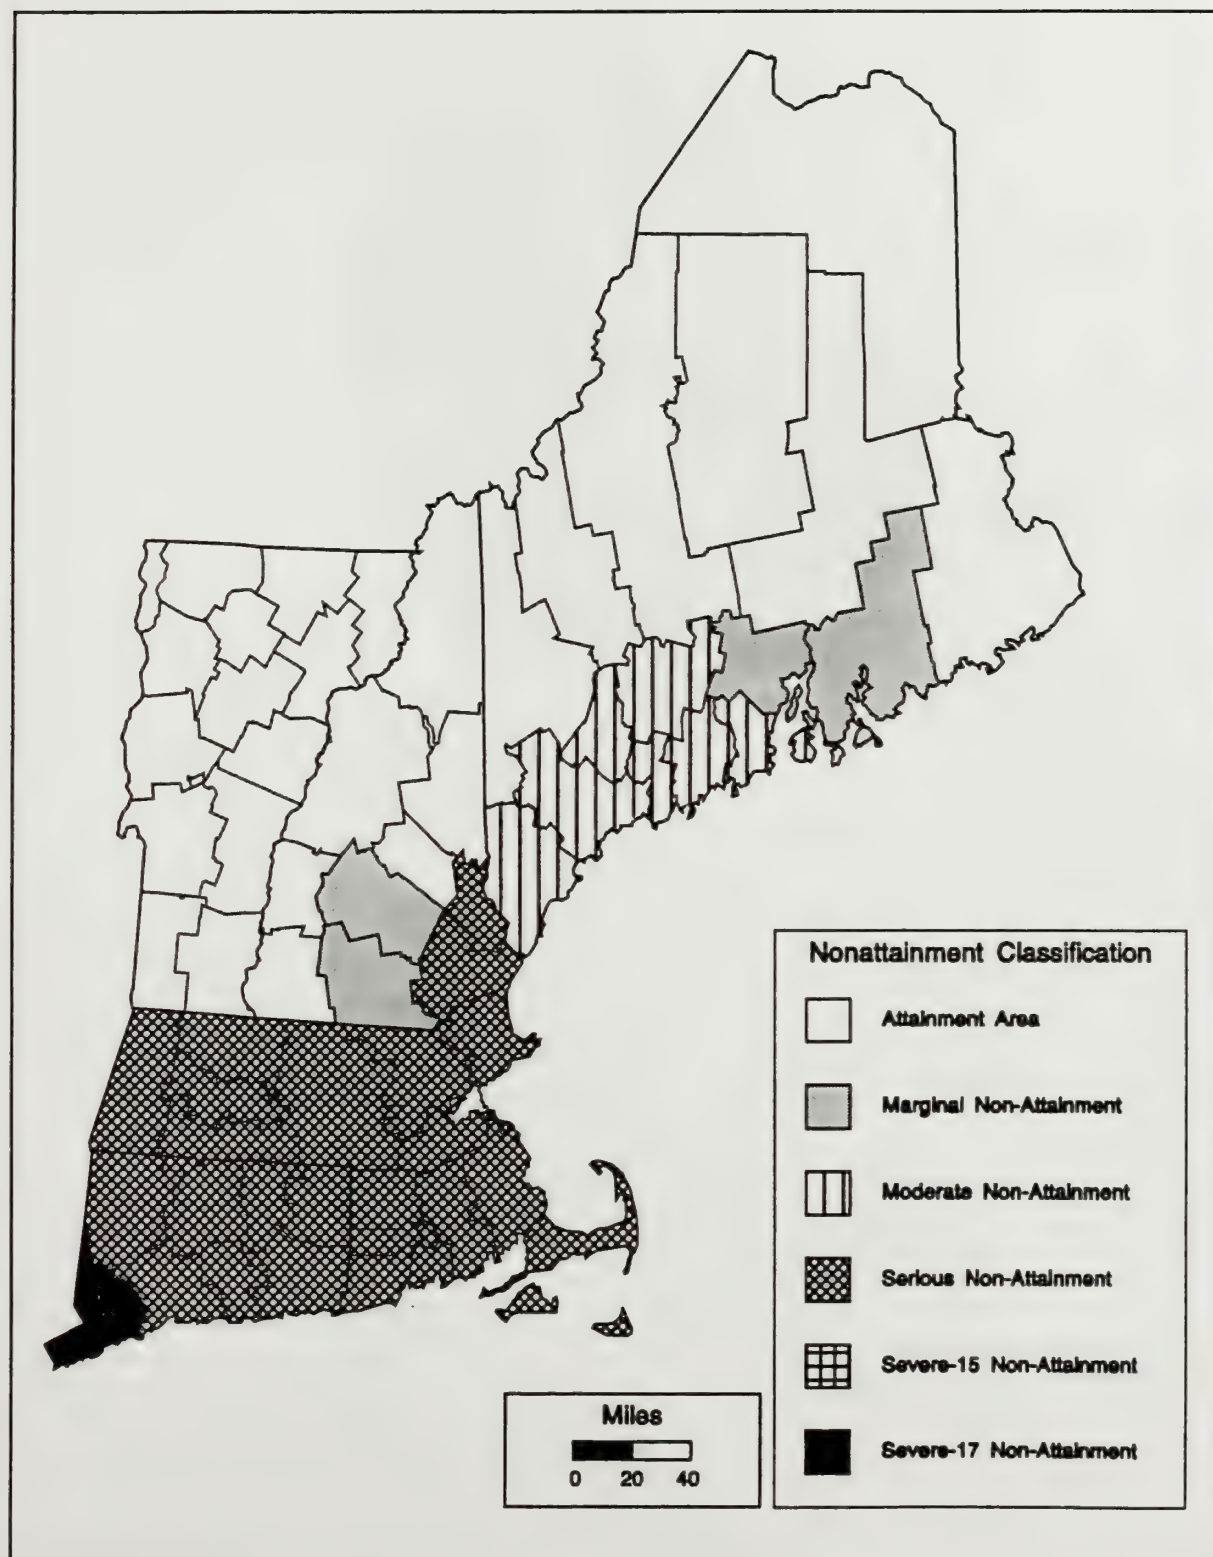 Nonattainment Classification
Attainment Area
Marginal Non-Attainment
Moderate Non-Attainment
Serious Non-Attainment
Severe-15 Non-Attainment
Severe-17 Non-Attainment
Miles
0 20 40